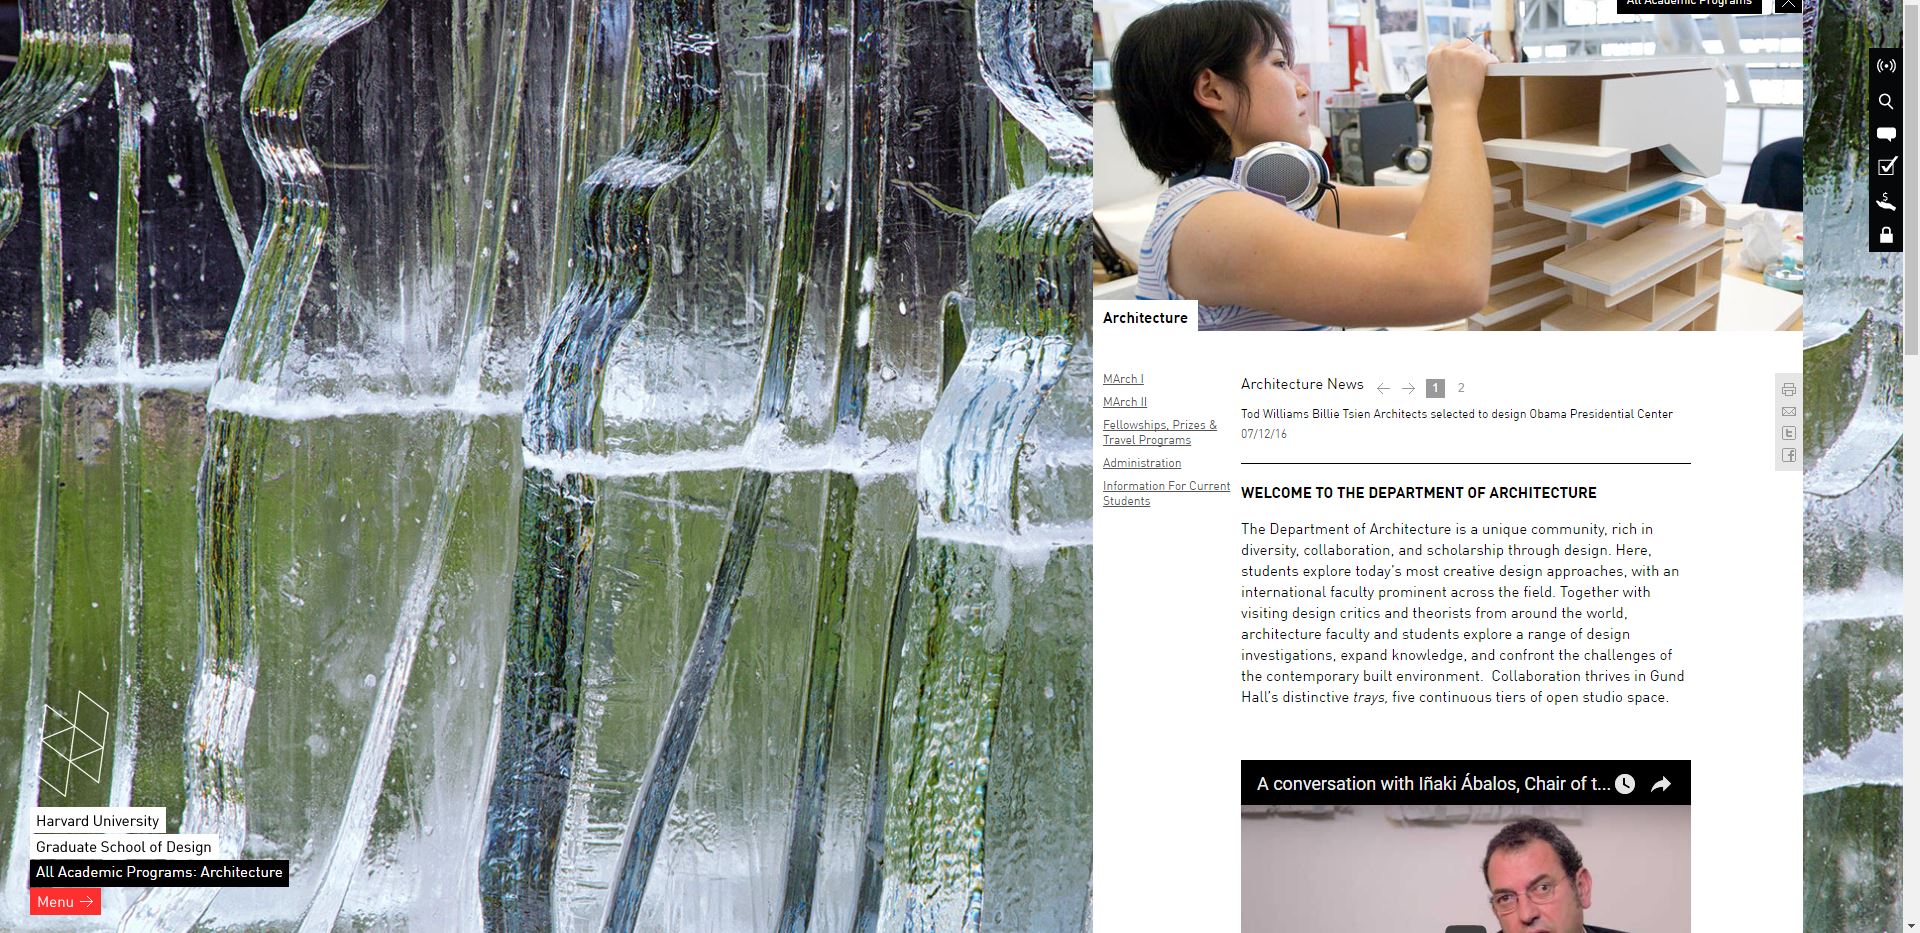 All Academic Programs
Architecture
MArch I
MArch II
Fellowships, Prizes &
Travel Programs
Administration
Information For Current
Students
Architecture News
1
2
Tod Williams Billie Tsien Architects selected to design Obama Presidential Center
07/12/16
WELCOME TO THE DEPARTMENT OF ARCHITECTURE
The Department of Architecture is a unique community, rich in
diversity, collaboration, and scholarship through design. Here,
students explore today's most creative design approaches, with an
international faculty prominent across the field. Together with
visiting design critics and theorists from around the world,
architecture faculty and students explore a range of design
investigations, expand knowledge, and confront the challenges of
the contemporary built environment.  Collaboration thrives in Gund
Hall's distinctive trays, five continuous tiers of open studio space.
A conversation with Iñaki Ábalos, Chair of t...
Harvard University
Graduate School of Design
All Academic Programs: Architecture
Menu →